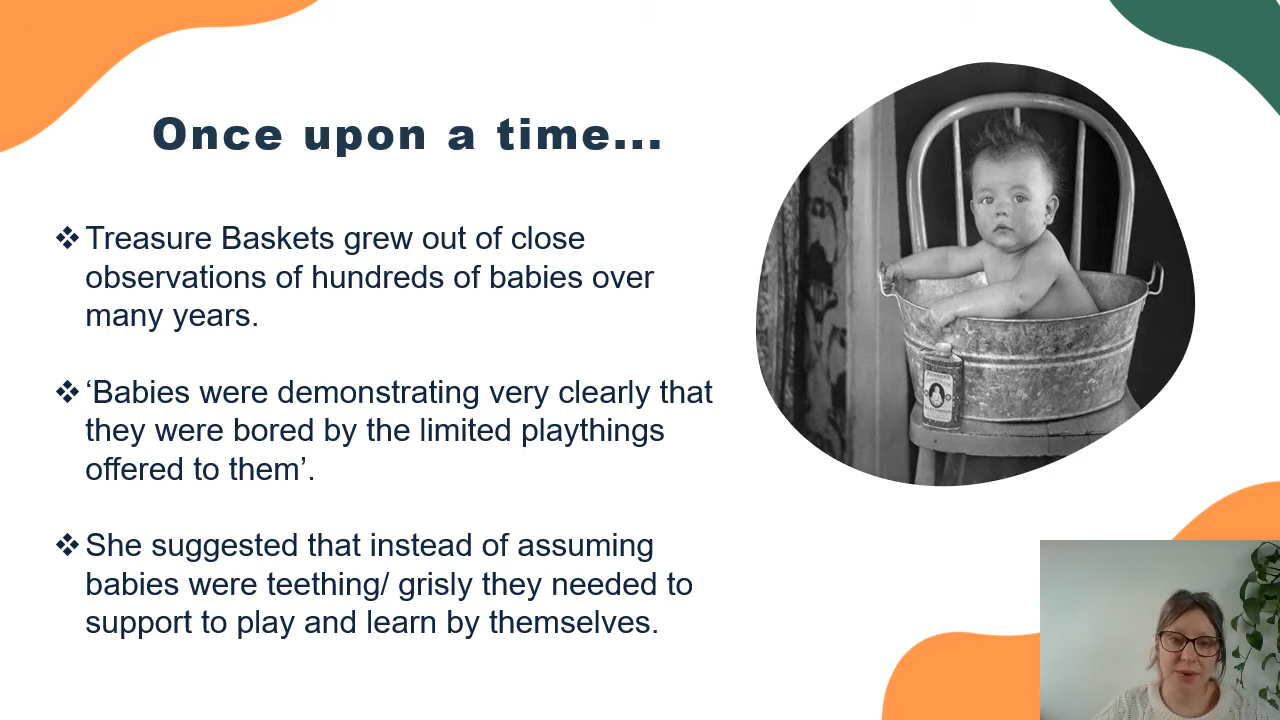 Once upon a time...
❖Treasure Baskets grew out of close
observations of hundreds of babies over
many years.
❖‘Babies were demonstrating very clearly that
they were bored by the limited playthings
offered to them’.
❖She suggested that instead of assuming
babies were teething/ grisly they needed to
support to play and learn by themselves.